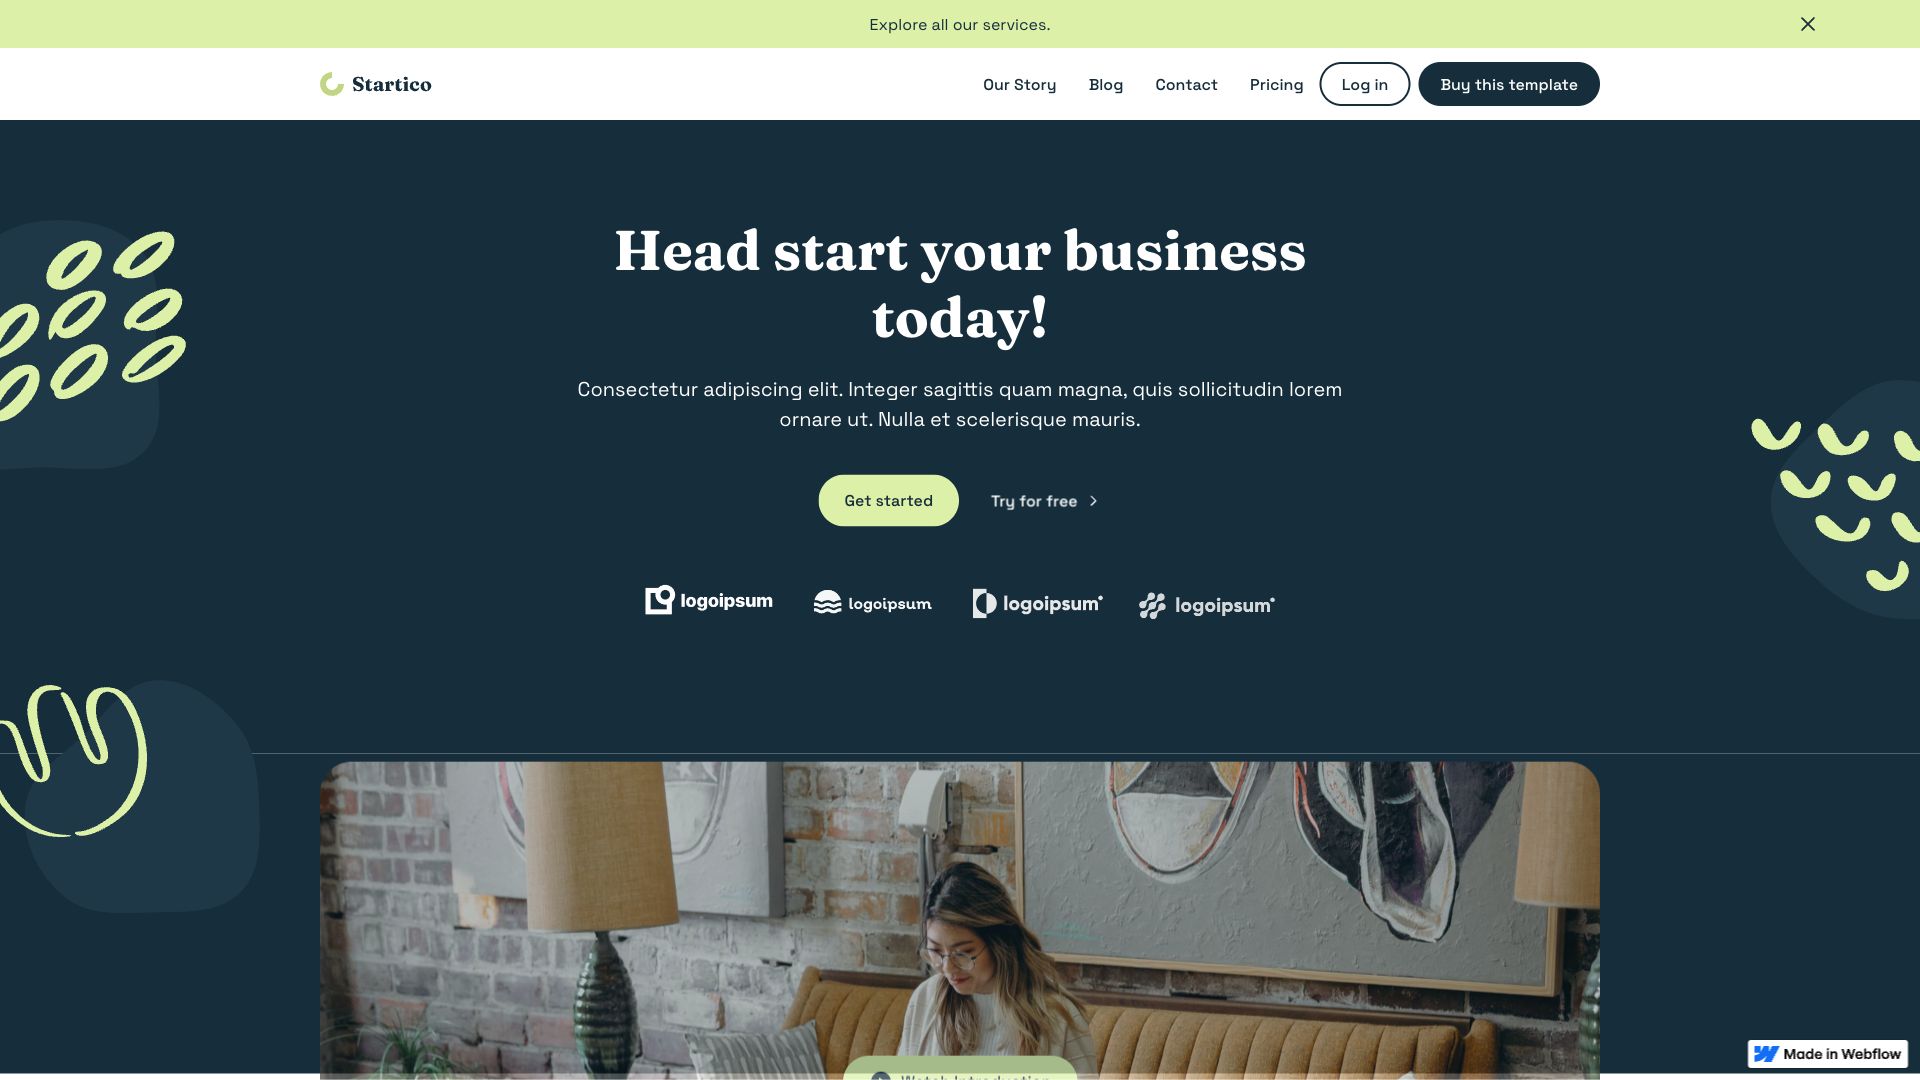 Explore all our services.
Startico
Our Story
Blog
Contact
Pricing
Log in
Buy this template
Head start your business
today!
Consectetur adipiscing elit. Integer sagittis quam magna, quis sollicitudin lorem
ornare ut. Nulla et scelerisque mauris.
Get started
Try for free
logoipsum
logoipsum
logoipsum
logoipsum
Watch Introduction
Made in Webflow